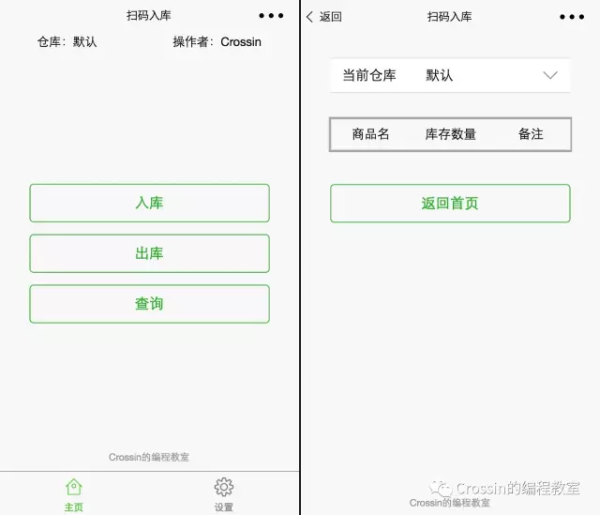 扫码入库
仓库：默认 操作者：Crossin
入库
出库
查询
Crossin的编程教室
主页 设置
返回 扫码入库
当前仓库 默认
商品名 库存数量 备注
返回首页
Crossin的编程教室
Crossin的编程教室